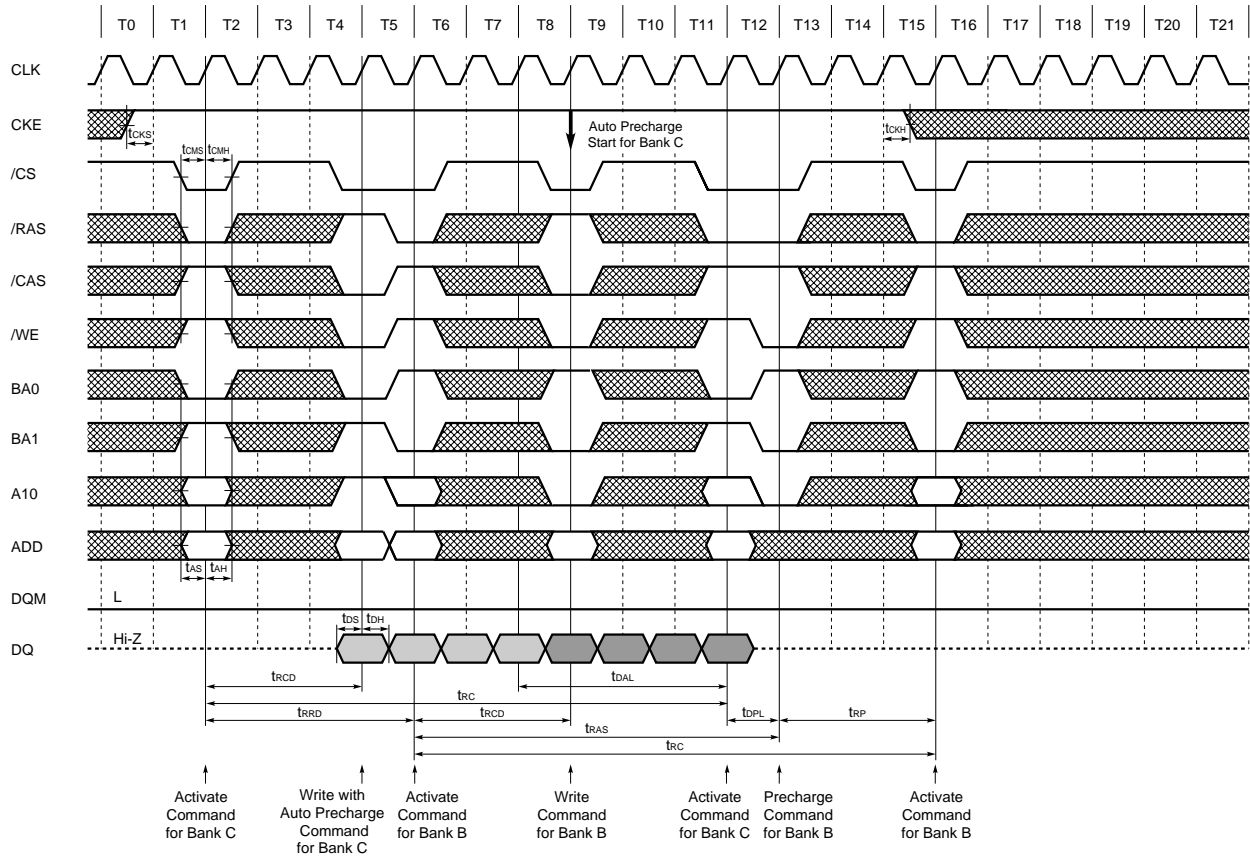 T0 T1 T2 T3 T4 T5 T6 T7 T8 T9 T10 T11 T12 T13 T15 T16 T17 T18 T19 T20 T21
CLK
CKE
tCKS
Auto Precharge
Start for Bank C
tCKH
tCMS tCMH
/CS
/RAS
/CAS
/WE
BA0
BA1
A10
ADD
tAS tAH
DQM
L
DQ
Hi-Z
tDS tDH
tRCD
tDAL
tRC
tRRD
tRCD
tDPL
tRP
tRAS
tRC
Activate
Command
for Bank C
Write with
Auto Precharge
Command
for Bank C
Activate
Command
for Bank B
Write
Command
for Bank B
Activate
Command
for Bank C
Precharge
Command
for Bank B
Activate
Command
for Bank B